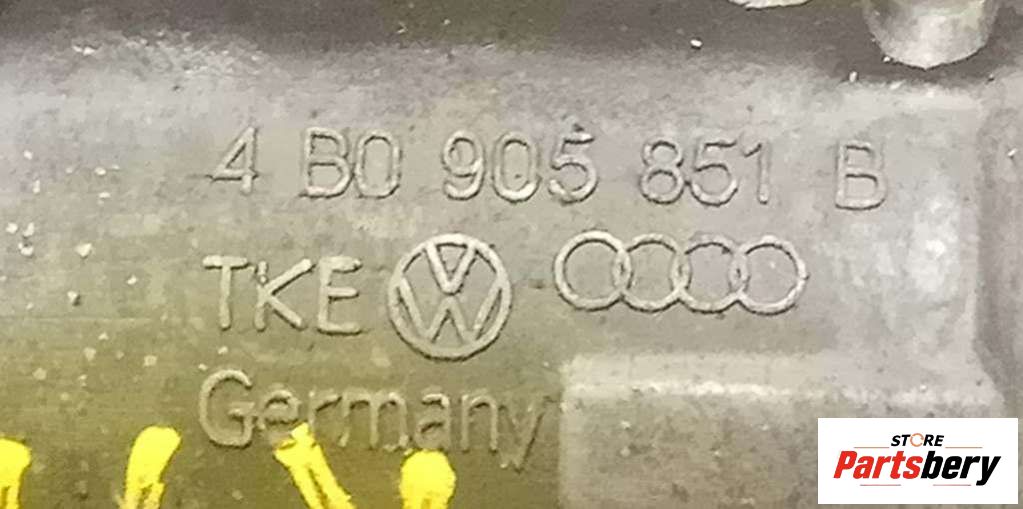 4 B0 905 851 B
TKE
Germany
STORE
Partsbery